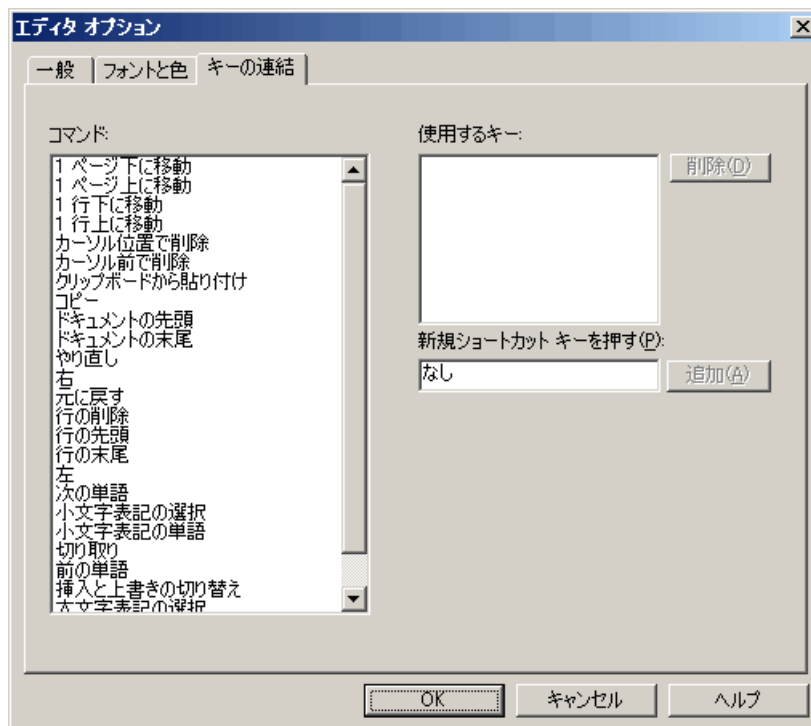 エディタ オプション
一般
フォントと色
キーの連結
コマンド:
1 ページ下に移動
1 ページ上に移動
1 行下に移動
1 行上に移動
カーソル位置で削除
カーソル前で削除
クリップボードから貼り付け
コピー
ドキュメントの先頭
ドキュメントの末尾
やり直し
右
元に戻す
行の削除
行の先頭
行の末尾
左
次の単語
小文字表記の選択
小文字表記の単語
切り取り
前の単語
挿入と上書きの切り替え
大文字表記の選択
使用するキー:
削除(D)
新規ショートカット キーを押す(P):
なし
追加(A)
OK
キャンセル
ヘルプ